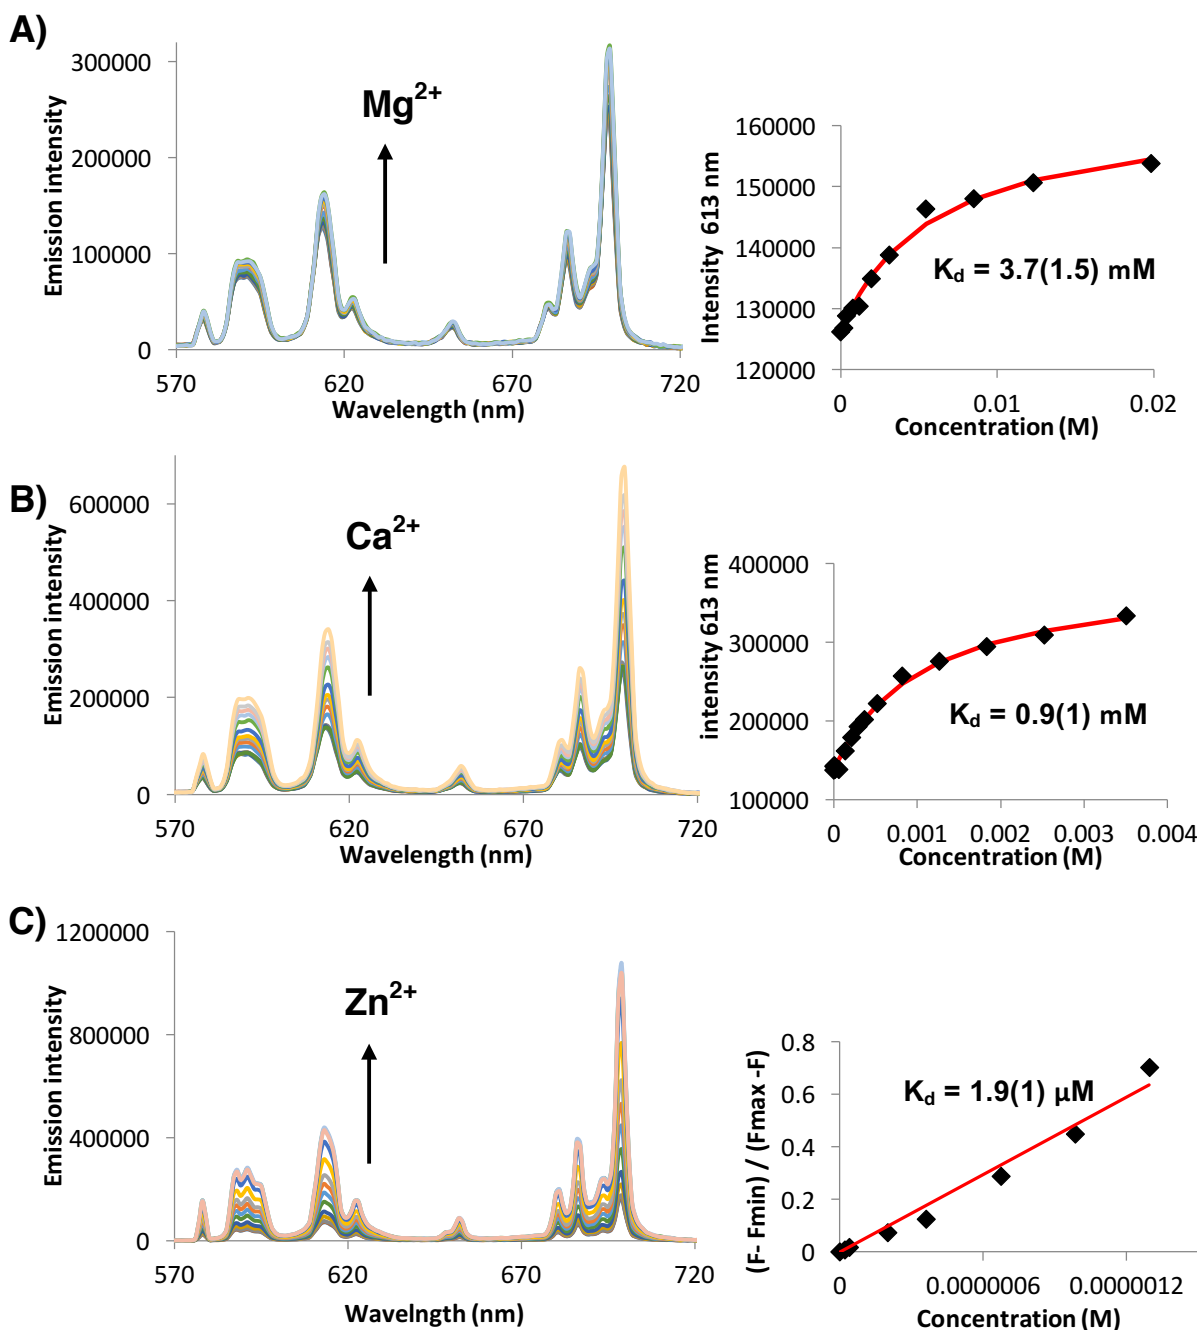 A)
Emission intensity
300000
200000
100000
0
Mg2+
570
620
670
720
Wavelength (nm)
Intensity 613 nm
160000
150000
140000
130000
120000
Kd = 3.7(1.5) mM
0
0.01
0.02
Concentration (M)
B)
Emission intensity
600000
400000
200000
0
Ca2+
570
620
670
720
Wavelength (nm)
intensity 613 nm
400000
300000
200000
100000
Kd = 0.9(1) mM
0
0.001
0.002
0.003
0.004
Concentration (M)
C)
Emission intensity
1200000
800000
400000
0
Zn2+
570
620
670
720
Wavelngth (nm)
(F- Fmin) / (Fmax -F)
0.8
0.6
0.4
0.2
0
Kd = 1.9(1) µM
0
0.0000006
0.0000012
Concentration (M)